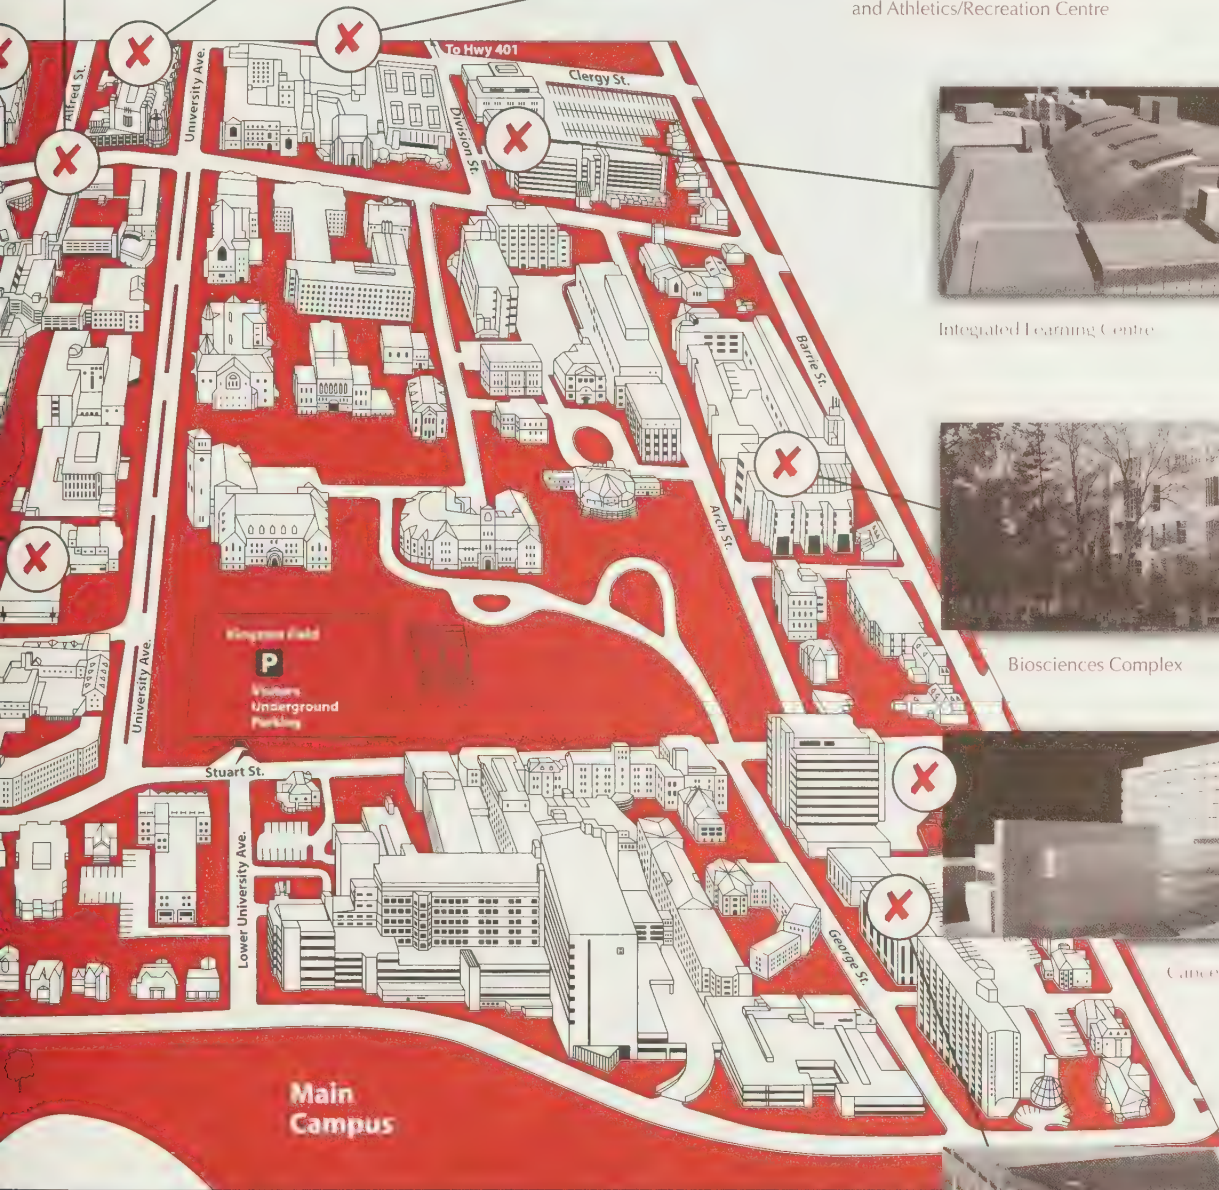 and Athletics/Recreation Centre
To Hwy 401
Clergy St.
Alfred St.
University Ave.
Division St.
Integrated Learning Centre
Barrie St.
Arch St.
Kingston Field
P
Visitors
Underground
Parking
University Ave.
Biosciences Complex
Stuart St.
Lower University Ave.
George St.
Main
Campus